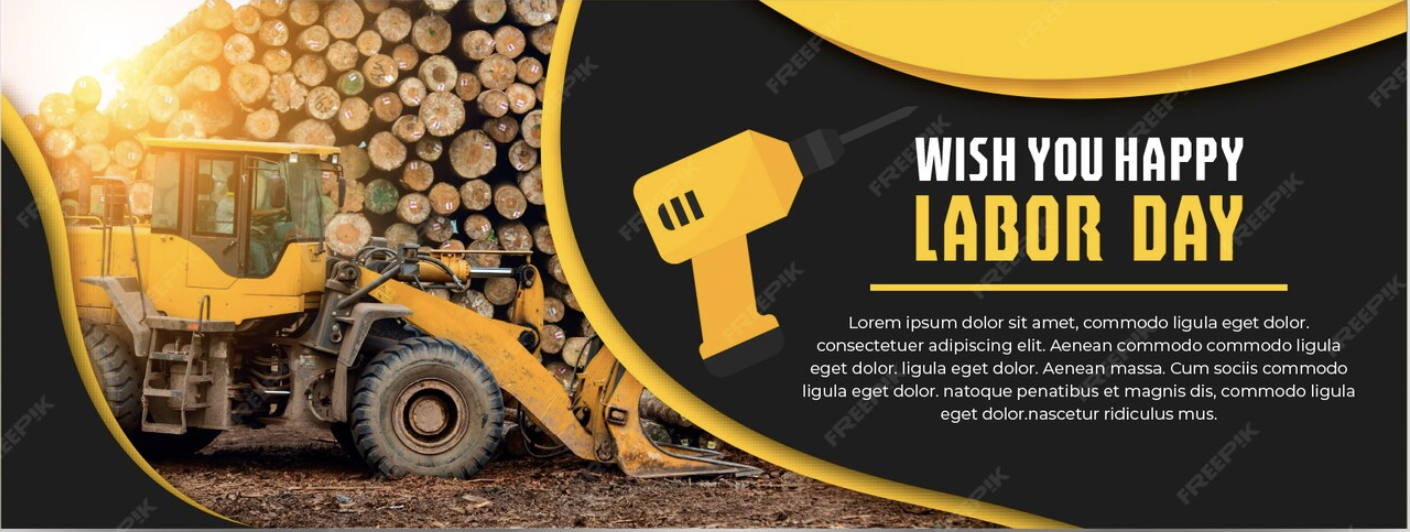 WISH YOU HAPPY
LABOR DAY
Lorem ipsum dolor sit amet, commodo ligula eget dolor.
consectetuer adipiscing elit. Aenean commodo commodo ligula
eget dolor. ligula eget dolor. Aenean massa. Cum sociis commodo
ligula eget dolor. natoque penatibus et magnis dis, commodo ligula
eget dolor.nascetur ridiculus mus.
FREEPIK